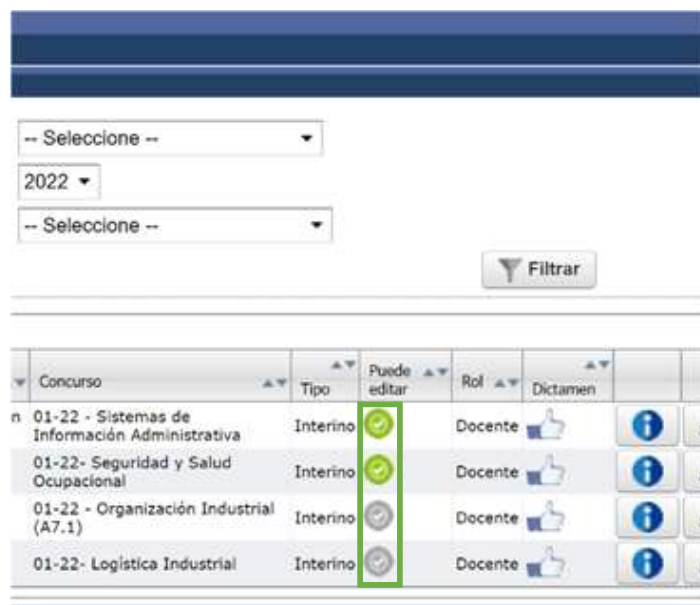 -- Seleccione --
2022
-- Seleccione --
Filtrar
Concurso Tipo Puede editar Rol Dictamen
n 01-22 - Sistemas de
Información Administrativa Interino Docente
01-22- Seguridad y Salud
Ocupacional Interino Docente
01-22 - Organización Industrial
(A7.1) Interino Docente
01-22- Logística Industrial Interino Docente